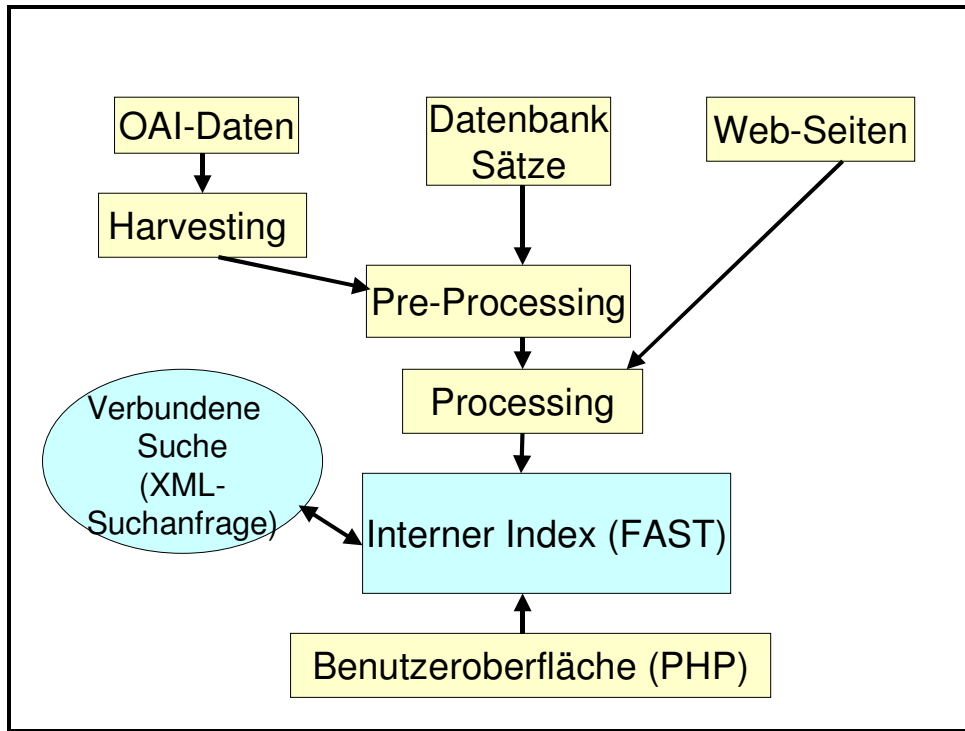 OAI-Daten
Datenbank
Sätze
Web-Seiten
Harvesting
Pre-Processing
Processing
Verbundene
Suche
(XML-
Suchanfrage)
Interner Index (FAST)
Benutzeroberfläche (PHP)